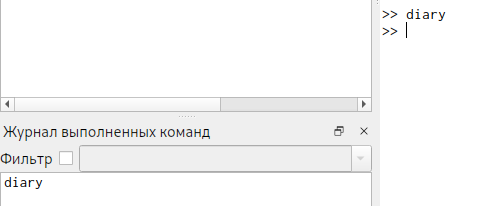 >> diary
>>
Журнал выполненных команд
Фильтр
diary